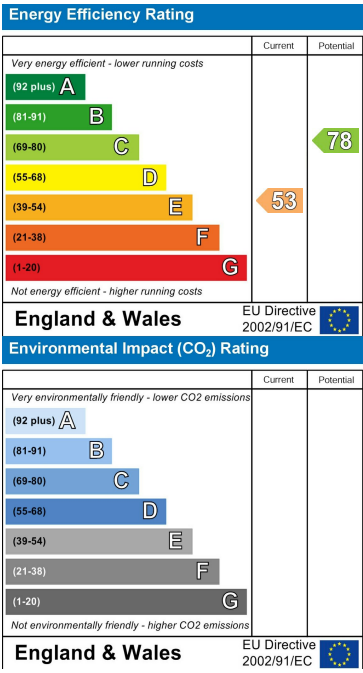 Energy Efficiency Rating
Current Potential
Very energy efficient - lower running costs
(92 plus) A
(81-91) B
(69-80) C
78
(55-68) D
(39-54) E
53
(21-38) F
(1-20) G
Not energy efficient - higher running costs
England & Wales
EU Directive
2002/91/EC
Environmental Impact (CO₂) Rating
Current Potential
Very environmentally friendly - lower CO2 emissions
(92 plus) A
(81-91) B
(69-80) C
(55-68) D
(39-54) E
(21-38) F
(1-20) G
Not environmentally friendly - higher CO2 emissions
England & Wales
EU Directive
2002/91/EC